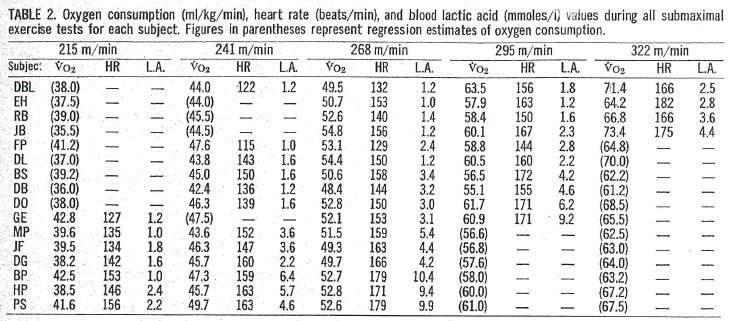 TABLE 2. Oxygen consumption (ml/kg/min), heart rate (beats/min), and blood lactic acid (mmoles/l) values during all submaximal
exercise tests for each subject. Figures in parentheses represent regression estimates of oxygen consumption.
215 m/min 241 m/min 268 m/min 295 m/min 322 m/min
Subject V̇O₂ HR L.A. V̇O₂ HR L.A. V̇O₂ HR L.A. V̇O₂ HR L.A. V̇O₂ HR L.A.
DBL (38.0) — — 44.0 122 1.2 49.5 132 1.2 63.5 156 1.8 71.4 166 2.5
EH (37.5) — — (44.0) — — 50.7 153 1.0 57.9 163 1.2 64.2 182 2.8
RB (39.0) — — (45.5) — — 52.6 140 1.4 58.4 150 1.6 66.8 166 3.6
JB (35.5) — — (44.5) — — 54.8 156 1.2 60.1 167 2.3 73.4 175 4.4
FP (41.2) — — 47.6 115 1.0 53.1 129 2.4 58.8 144 2.8 (64.8) — —
DL (37.0) — — 43.8 143 1.6 54.4 150 1.2 60.5 160 2.2 (70.0) — —
BS (39.2) — — 45.0 150 1.6 50.6 158 3.4 56.5 172 4.2 (62.2) — —
DB (36.0) — — 42.4 136 1.2 48.4 144 3.2 55.1 155 4.6 (61.2) — —
DO (38.0) — — 46.3 139 1.6 52.8 150 3.0 61.7 171 6.2 (68.5) — —
GE 42.8 127 1.2 (47.5) — — 52.1 153 3.1 60.9 171 9.2 (65.5) — —
MP 39.6 135 1.0 43.6 152 3.6 51.5 159 5.4 (56.6) — — (62.5) — —
JF 39.5 134 1.8 46.3 147 3.6 49.3 163 4.4 (56.8) — — (63.0) — —
DG 38.2 142 1.6 45.7 160 2.2 49.7 166 4.2 (57.6) — — (64.0) — —
BP 42.5 153 1.0 47.3 159 6.4 52.7 179 10.4 (58.0) — — (63.2) — —
HP 38.5 146 2.4 45.7 163 5.7 52.8 171 9.4 (60.0) — — (67.2) — —
PS 41.6 156 2.2 49.7 163 4.6 52.6 179 9.9 (61.0) — — (67.5) — —